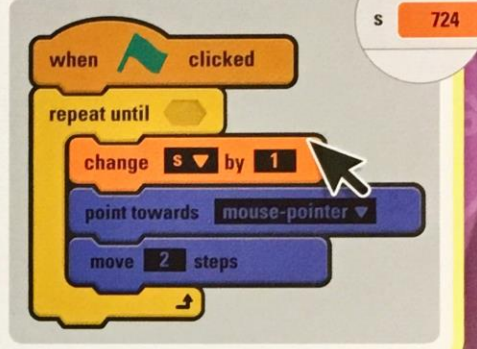 s 724
when clicked
repeat until
change s by 1
point towards mouse-pointer
move 2 steps